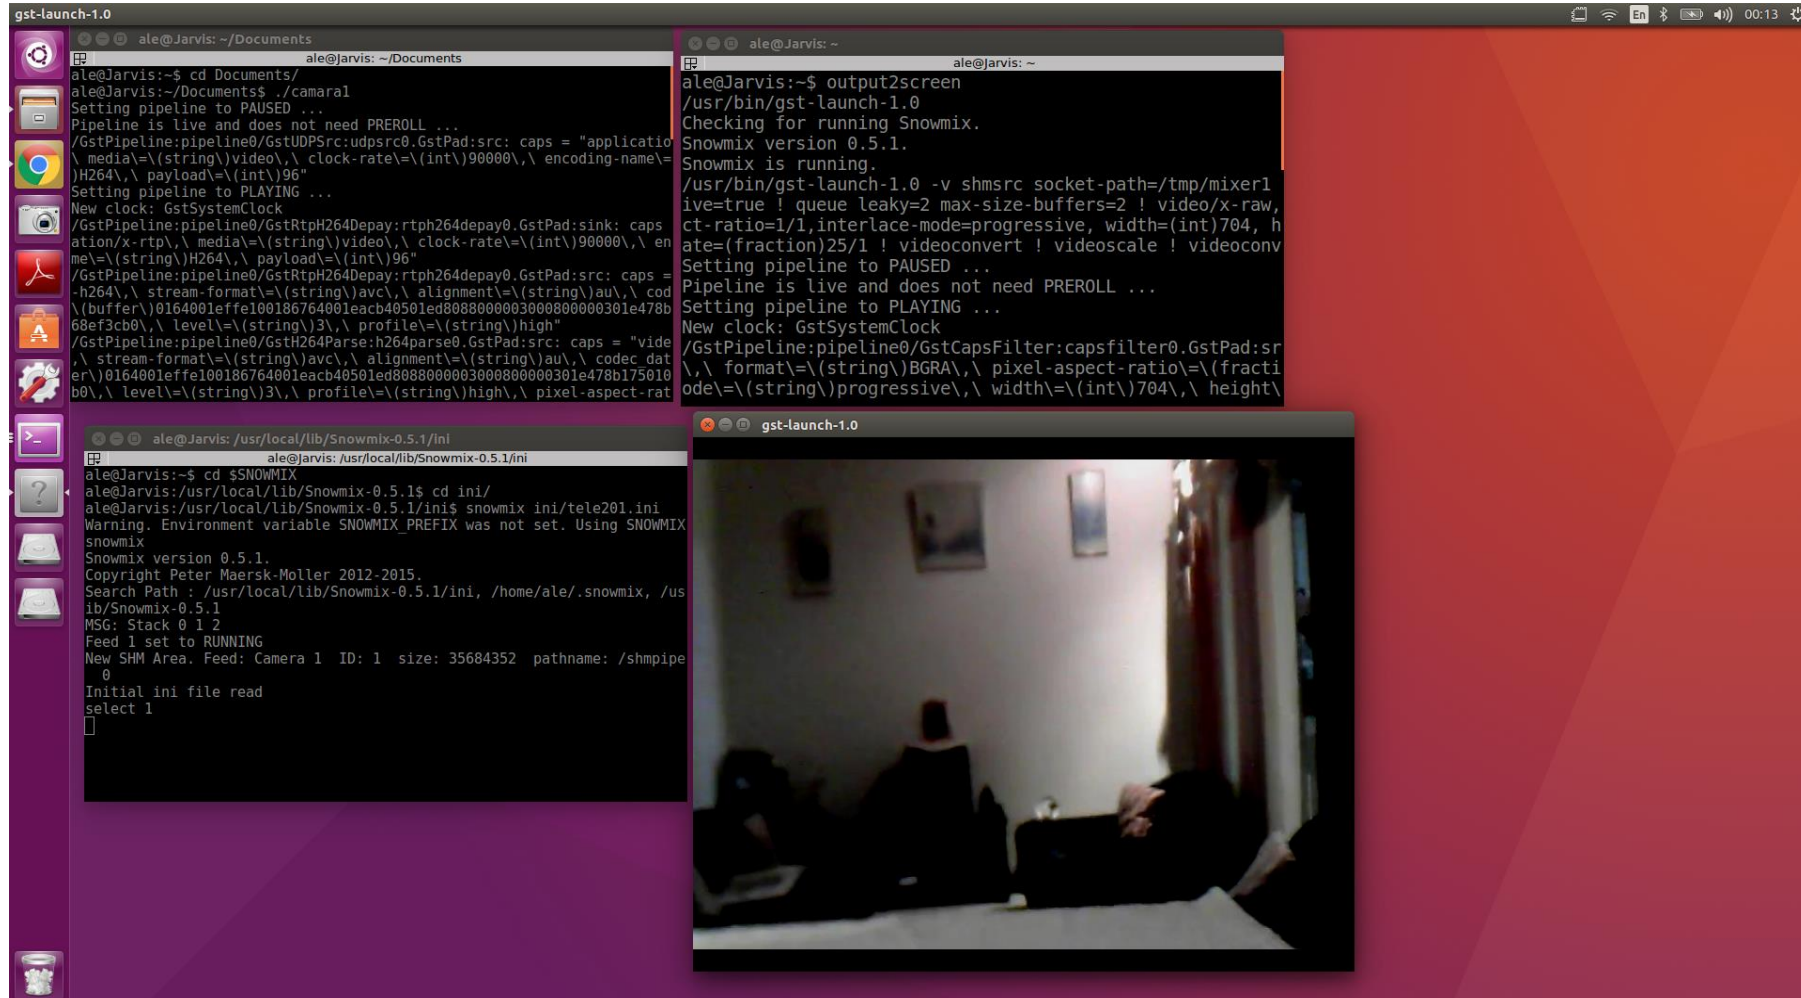 gst-launch-1.0
En
00:13
ale@Jarvis: ~/Documents
ale@Jarvis: ~/Documents
ale@Jarvis:~$ cd Documents/
ale@Jarvis:~/Documents$ ./camara1
Setting pipeline to PAUSED ...
Pipeline is live and does not need PREROLL ...
/GstPipeline:pipeline0/GstUDPSrc:udpsrc0.GstPad:src: caps = "applicatio
\ media\=\(string\)video\,\ clock-rate\=\(int\)90000\,\ encoding-name\=
)H264\,\ payload\=\(int\)96"
Setting pipeline to PLAYING ...
New clock: GstSystemClock
/GstPipeline:pipeline0/GstRtpH264Depay:rtph264depay0.GstPad:sink: caps
ation/x-rtp\,\ media\=\(string\)video\,\ clock-rate\=\(int\)90000\,\ en
me\=\(string\)H264\,\ payload\=\(int\)96"
/GstPipeline:pipeline0/GstRtpH264Depay:rtph264depay0.GstPad:src: caps =
-h264\,\ stream-format\=\(string\)avc\,\ alignment\=\(string\)au\,\ cod
\(buffer\)0164001effe100186764001eacb40501ed8088000003000800000301e478b
68ef3cb0\,\ level\=\(string\)3\,\ profile\=\(string\)high"
/GstPipeline:pipeline0/GstH264Parse:h264parse0.GstPad:src: caps = "vide
,\ stream-format\=\(string\)avc\,\ alignment\=\(string\)au\,\ codec_dat
er\)0164001effe100186764001eacb40501ed8088000003000800000301e478b175010
b0\,\ level\=\(string\)3\,\ profile\=\(string\)high\,\ pixel-aspect-rat
ale@Jarvis: ~
ale@Jarvis: ~
ale@Jarvis:~$ output2screen
/usr/bin/gst-launch-1.0
Checking for running Snowmix.
Snowmix version 0.5.1.
Snowmix is running.
/usr/bin/gst-launch-1.0 -v shmsrc socket-path=/tmp/mixer1
ive=true ! queue leaky=2 max-size-buffers=2 ! video/x-raw,
ct-ratio=1/1,interlace-mode=progressive, width=(int)704, h
ate=(fraction)25/1 ! videoconvert ! videoscale ! videoconv
Setting pipeline to PAUSED ...
Pipeline is live and does not need PREROLL ...
Setting pipeline to PLAYING ...
New clock: GstSystemClock
/GstPipeline:pipeline0/GstCapsFilter:capsfilter0.GstPad:sr
\,\ format\=\(string\)BGRA\,\ pixel-aspect-ratio\=\(fracti
ode\=\(string\)progressive\,\ width\=\(int\)704\,\ height\
ale@Jarvis: /usr/local/lib/Snowmix-0.5.1/ini
ale@Jarvis: /usr/local/lib/Snowmix-0.5.1/ini
ale@Jarvis:~$ cd $SNOWMIX
ale@Jarvis:/usr/local/lib/Snowmix-0.5.1$ cd ini/
ale@Jarvis:/usr/local/lib/Snowmix-0.5.1/ini$ snowmix ini/tele201.ini
Warning. Environment variable SNOWMIX_PREFIX was not set. Using SNOWMIX
snowmix
Snowmix version 0.5.1.
Copyright Peter Maersk-Moller 2012-2015.
Search Path : /usr/local/lib/Snowmix-0.5.1/ini, /home/ale/.snowmix, /us
ib/Snowmix-0.5.1
MSG: Stack 0 1 2
Feed 1 set to RUNNING
New SHM Area. Feed: Camera 1  ID: 1  size: 35684352  pathname: /shmpipe
0
Initial ini file read
select 1
gst-launch-1.0